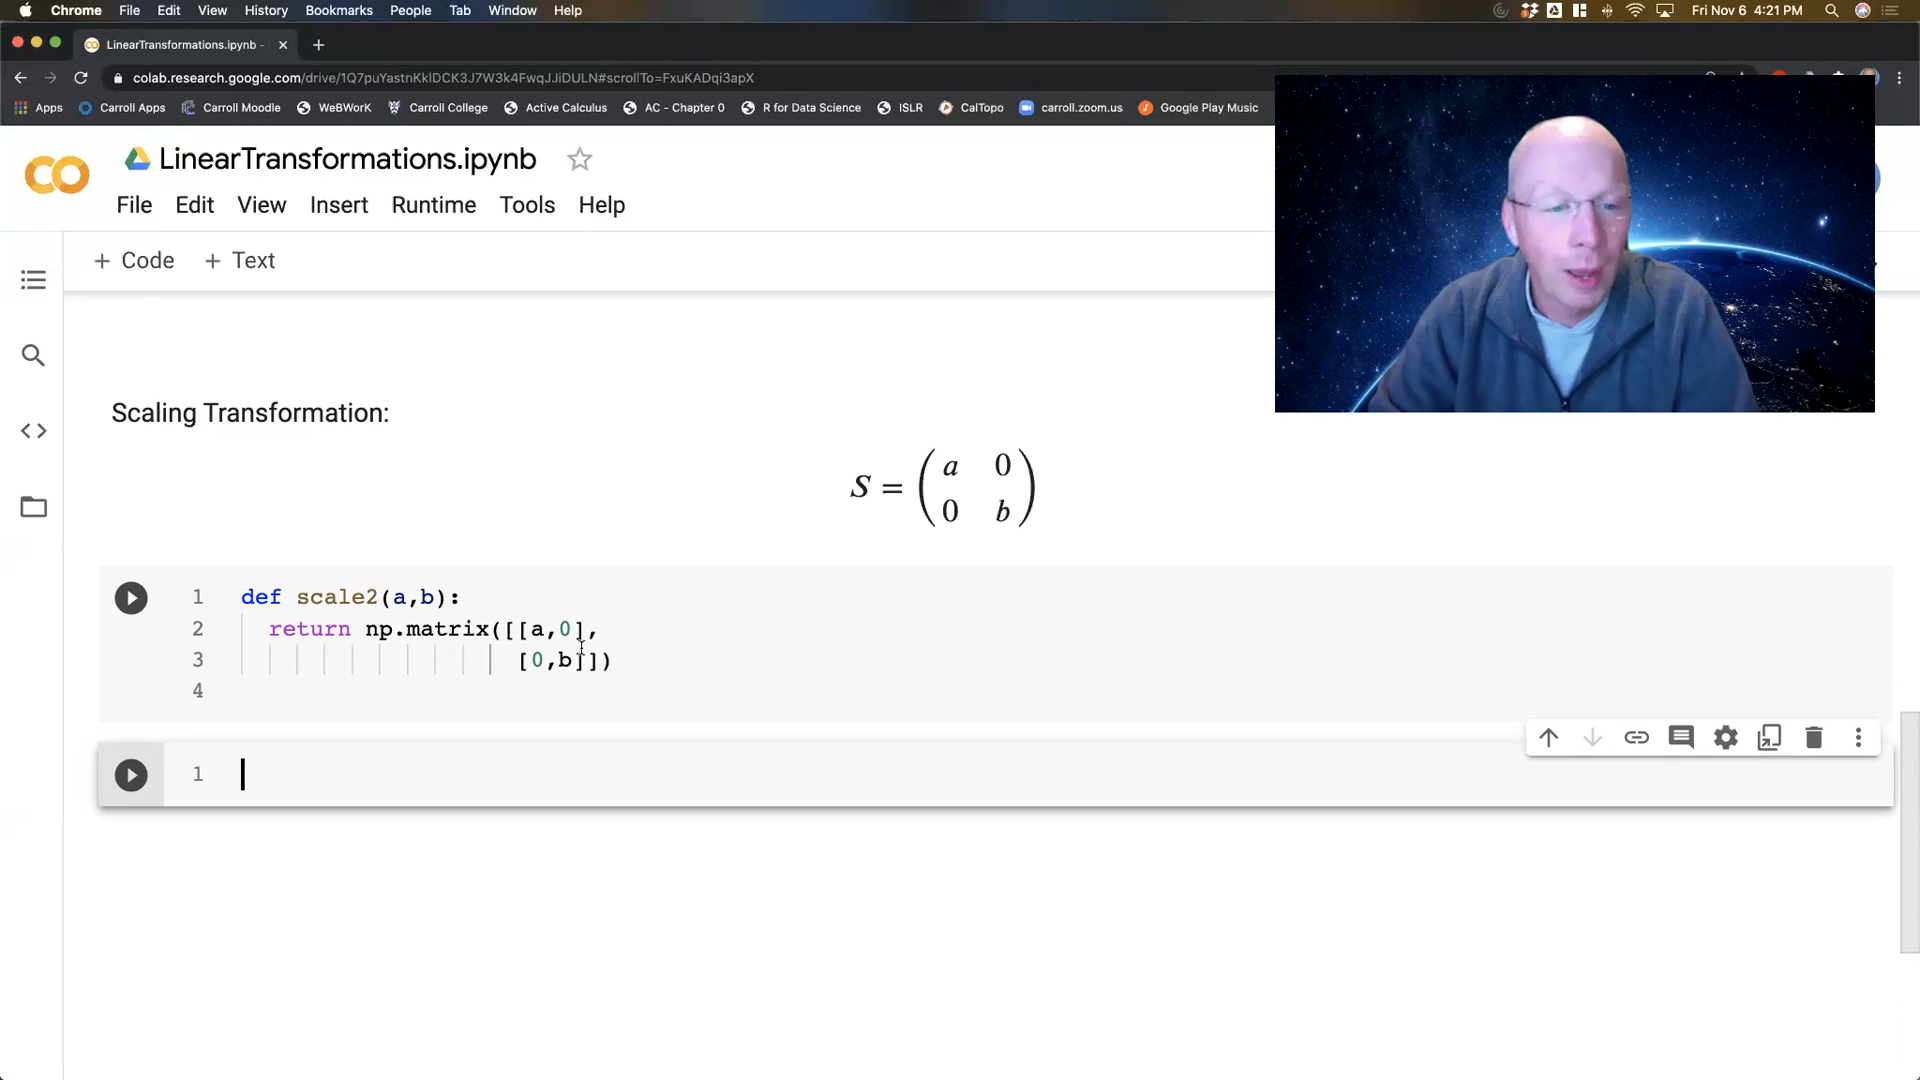 Chrome File Edit View History Bookmarks People Tab Window Help Fri Nov 6 4:21 PM
LinearTransformations.ipynb -
colab.research.google.com/drive/1Q7puYastnKklDCK3J7W3k4FwqJJiDULN#scrollTo=FxuKADqi3apX
Apps Carroll Apps Carroll Moodle WeBWorK Carroll College Active Calculus AC - Chapter 0 R for Data Science ISLR CalTopo carroll.zoom.us Google Play Music
CO LinearTransformations.ipynb
File Edit View Insert Runtime Tools Help
+ Code + Text
Scaling Transformation:
S = ( a 0
0 b )
1 def scale2(a,b):
2 return np.matrix([[a,0],
3 [0,b]])
4
1